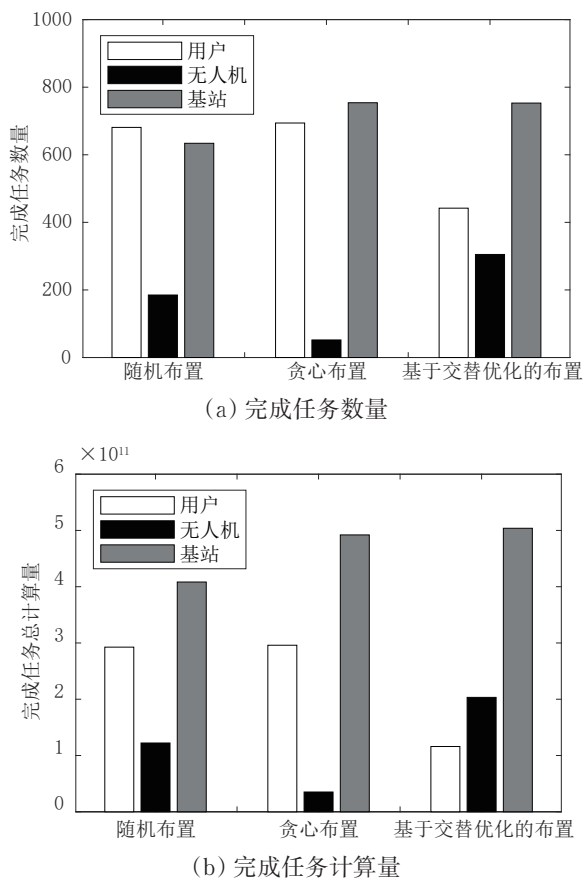 1000
800
600
400
200
0
完成任务数量
用户
无人机
基站
随机布置
贪心布置
基于交替优化的布置
(a) 完成任务数量
×10¹¹
6
5
4
3
2
1
0
完成任务总计算量
用户
无人机
基站
随机布置
贪心布置
基于交替优化的布置
(b) 完成任务计算量